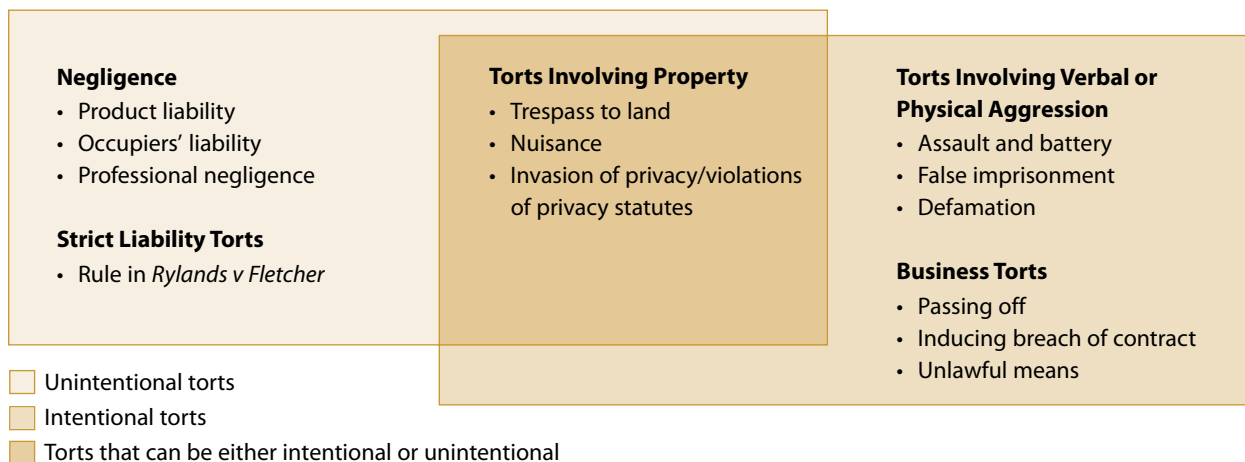 Negligence
• Product liability
• Occupiers’ liability
• Professional negligence
Strict Liability Torts
• Rule in Rylands v Fletcher
Torts Involving Property
• Trespass to land
• Nuisance
• Invasion of privacy/violations
of privacy statutes
Torts Involving Verbal or
Physical Aggression
• Assault and battery
• False imprisonment
• Defamation
Business Torts
• Passing off
• Inducing breach of contract
• Unlawful means
Unintentional torts
Intentional torts
Torts that can be either intentional or unintentional